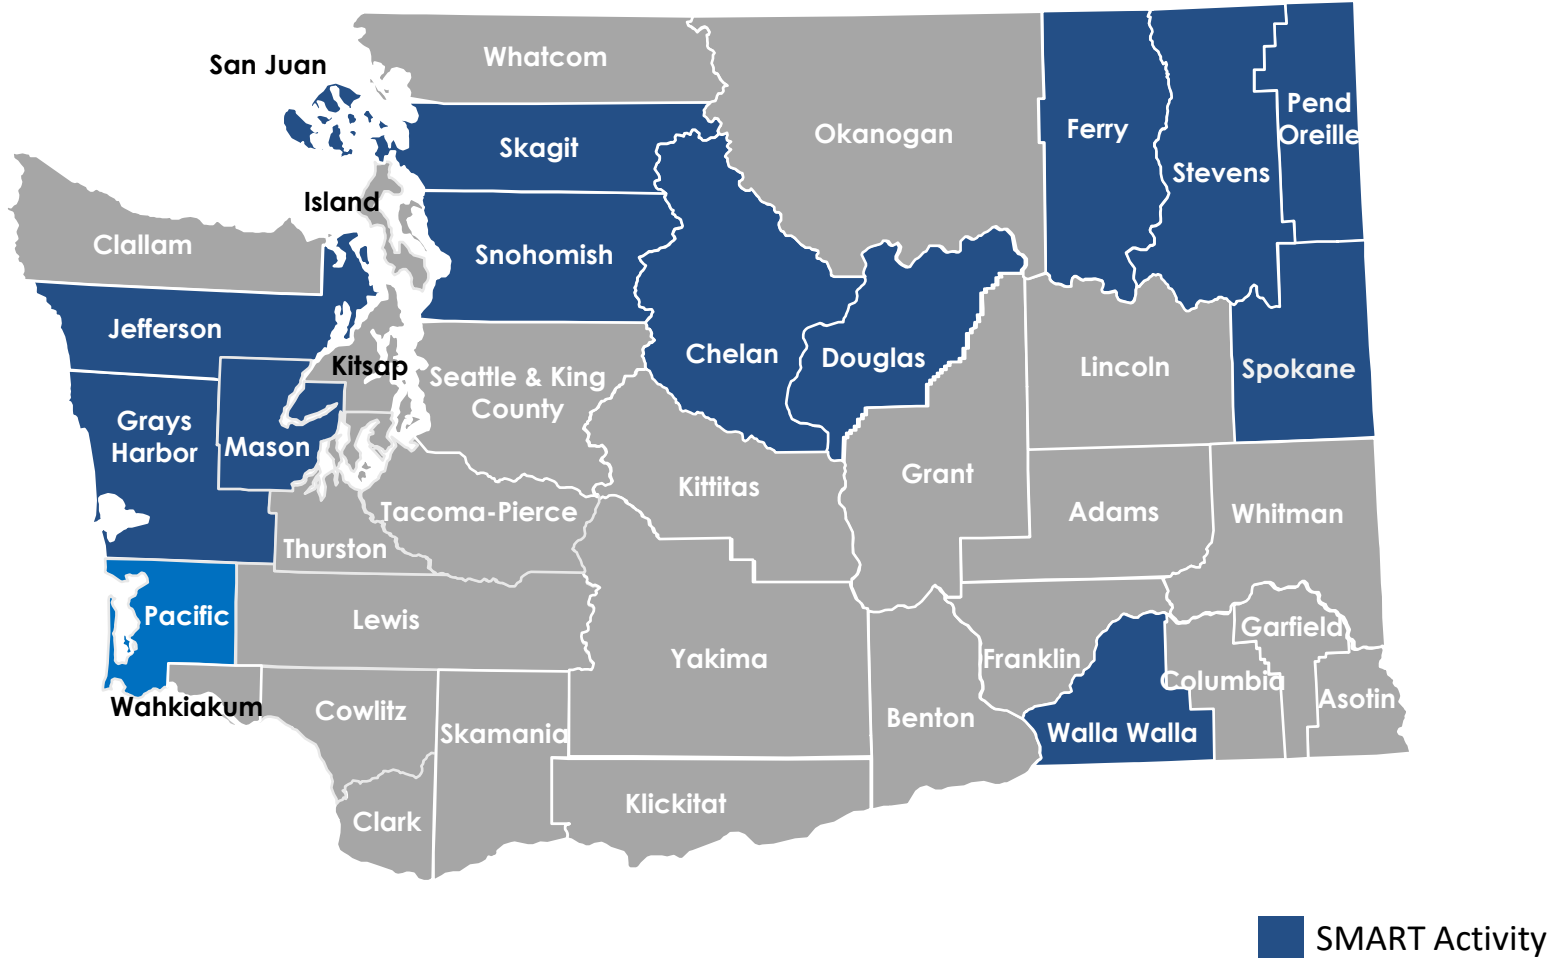 Whatcom
San Juan
Pend
Oreille
Ferry
Okanogan
Skagit
Stevens
Island
Clallam
Snohomish
Jefferson
Chelan
Douglas
Kitsap
Lincoln
Spokane
Seattle & King
County
Grays
Harbor
Mason
Grant
Kittitas
Tacoma-Pierce
Adams
Whitman
Thurston
Pacific
Lewis
Garfield
Yakima
Franklin
Columbia
Asotin
Wahkiakum
Cowlitz
Benton
Skamania
Walla Walla
Klickitat
Clark
SMART Activity